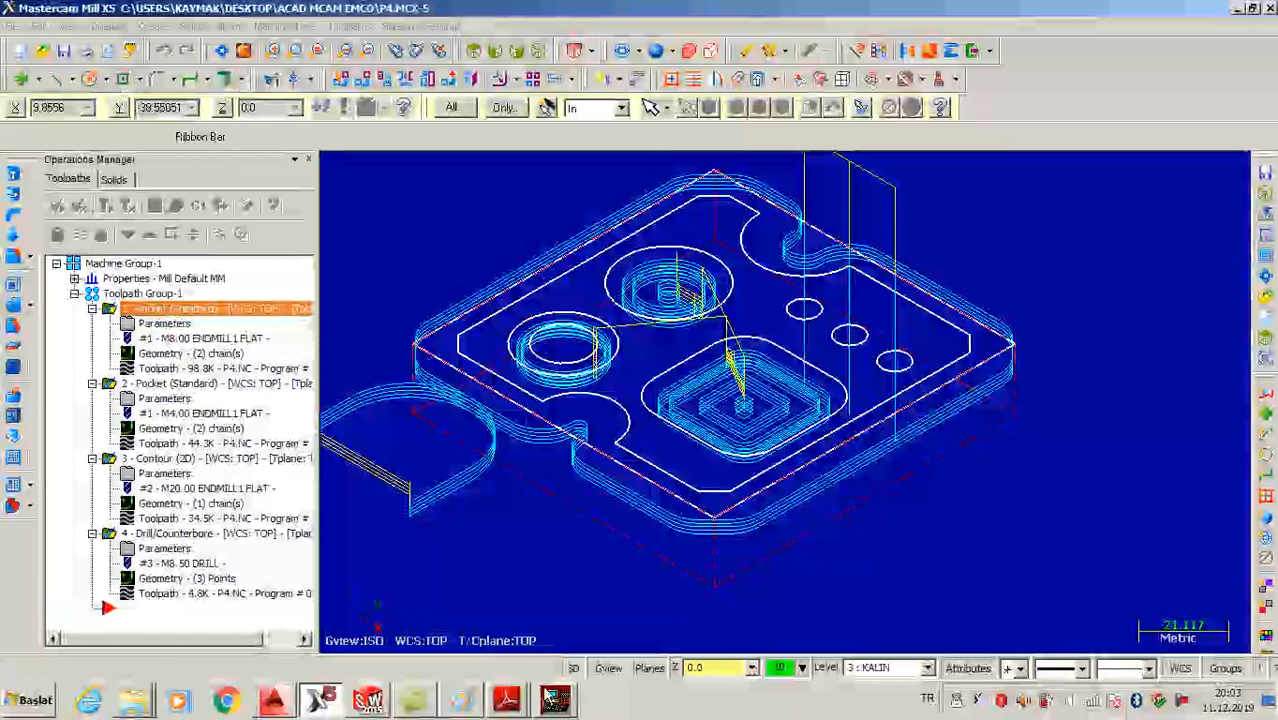 Mastercam Mill X5 C:\USERS\KAYMAK\DESKTOP\ACAD MCAM EMCO\P4.MCX-5
X 9.8556 Y -38.55051 Z 0.0 All Only... In
Ribbon Bar
Operations Manager
Toolpaths Solids
Machine Group-1
Properties - Mill Default MM
Toolpath Group-1
Parameters
#1 - M8.00 ENDMILL1 FLAT -
Geometry - (2) chain(s)
Toolpath - 98.8K - P4.NC - Program #
2 - Pocket (Standard) - [WCS: TOP] - [Tpla
Parameters
#1 - M4.00 ENDMILL1 FLAT -
Geometry - (2) chain(s)
Toolpath - 44.3K - P4.NC - Program #
3 - Contour (2D) - [WCS: TOP] - [Tplane: T
Parameters
#2 - M20.00 ENDMILL1 FLAT -
Geometry - (1) chain(s)
Toolpath - 34.5K - P4.NC - Program #
4 - Drill/Counterbore - [WCS: TOP] - [Tpla
Parameters
#3 - M8.50 DRILL -
Geometry - (3) Points
Toolpath - 4.8K - P4.NC - Program # 0
Gview:ISO WCS:TOP T/Cplane:TOP
21.117
Metric
3D Gview Planes Z 0.0 10 Level 3 : KALIN Attributes WCS Groups
Başlat X5 SW 2015 TR 20:03
11.12.2019